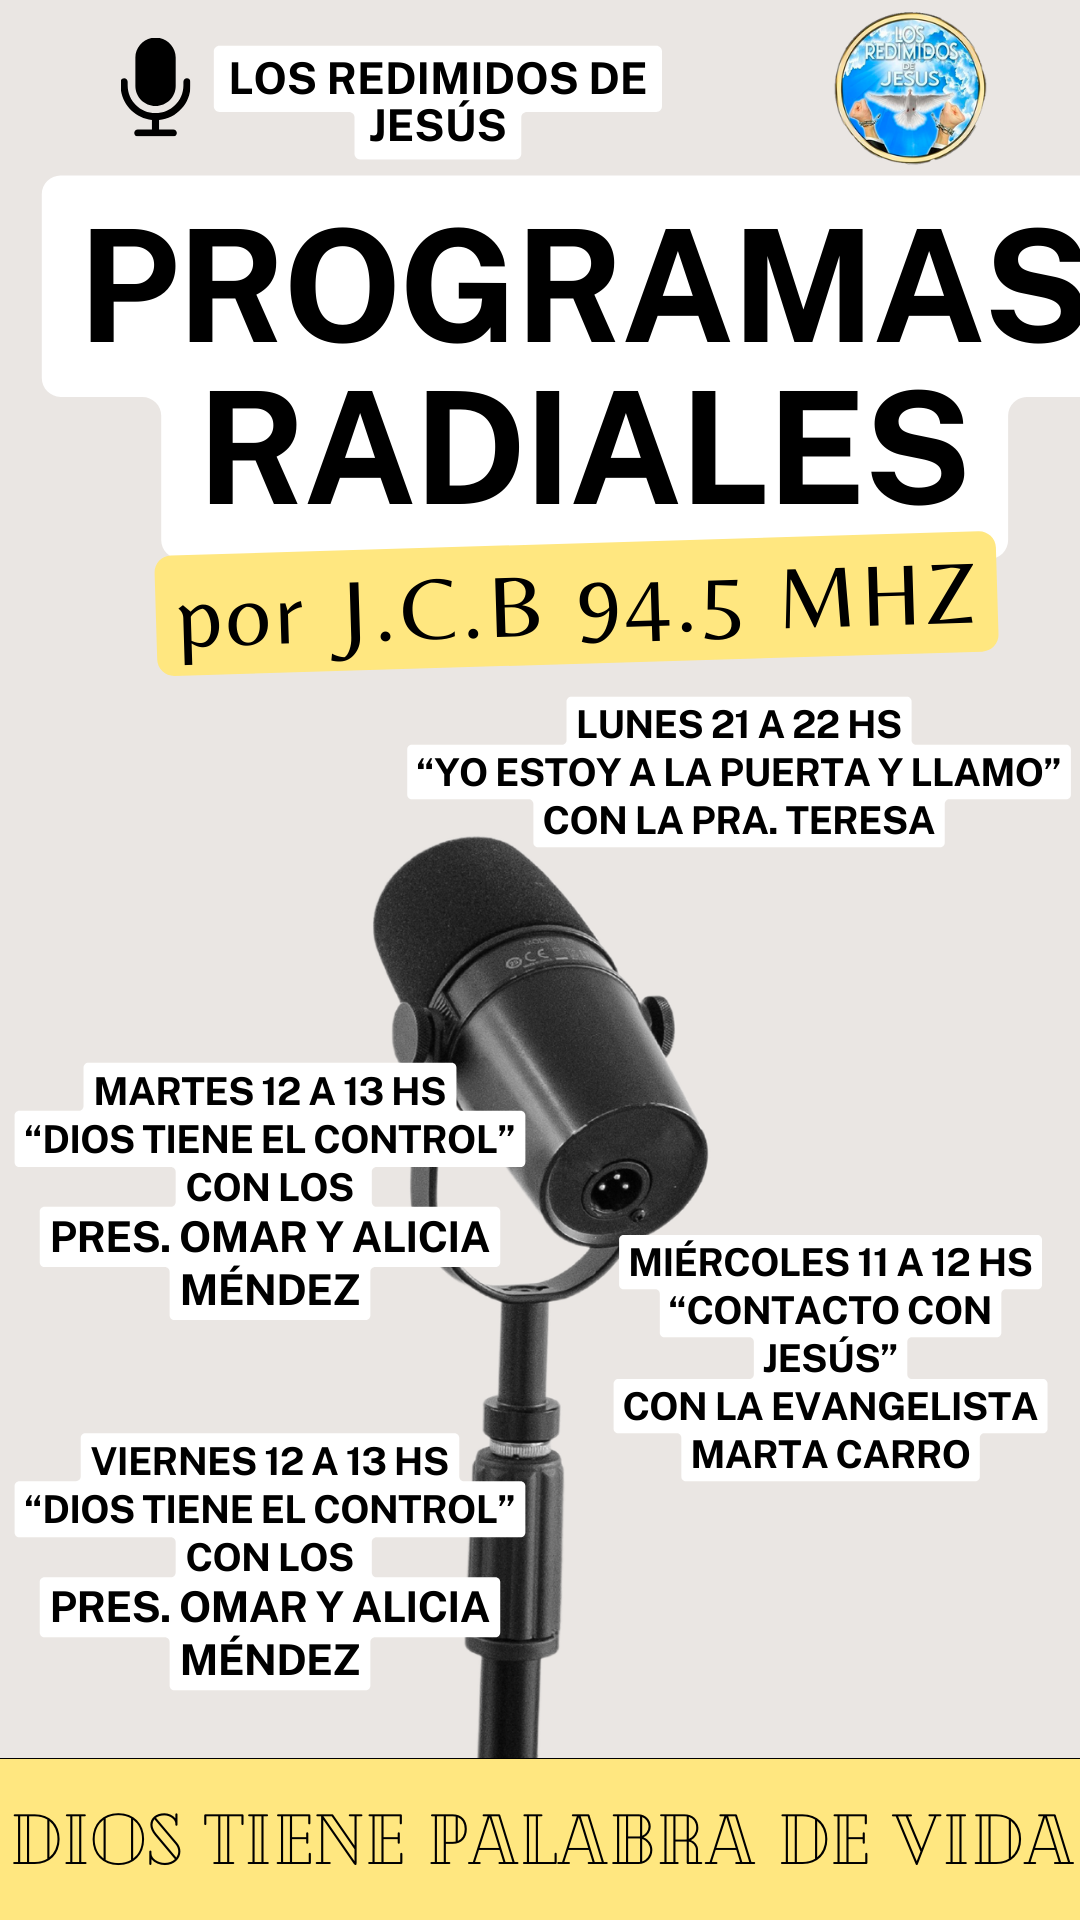 LOS REDIMIDOS DE
JESÚS
LOS
REDIMIDOS
DE
JESUS
PROGRAMAS
RADIALES
por J.C.B 94.5 MHZ
LUNES 21 A 22 HS
“YO ESTOY A LA PUERTA Y LLAMO”
CON LA PRA. TERESA
CE
MARTES 12 A 13 HS
“DIOS TIENE EL CONTROL”
CON LOS
PRES. OMAR Y ALICIA
MÉNDEZ
MIÉRCOLES 11 A 12 HS
“CONTACTO CON
JESÚS”
CON LA EVANGELISTA
MARTA CARRO
VIERNES 12 A 13 HS
“DIOS TIENE EL CONTROL”
CON LOS
PRES. OMAR Y ALICIA
MÉNDEZ
DIOS TIENE PALABRA DE VIDA